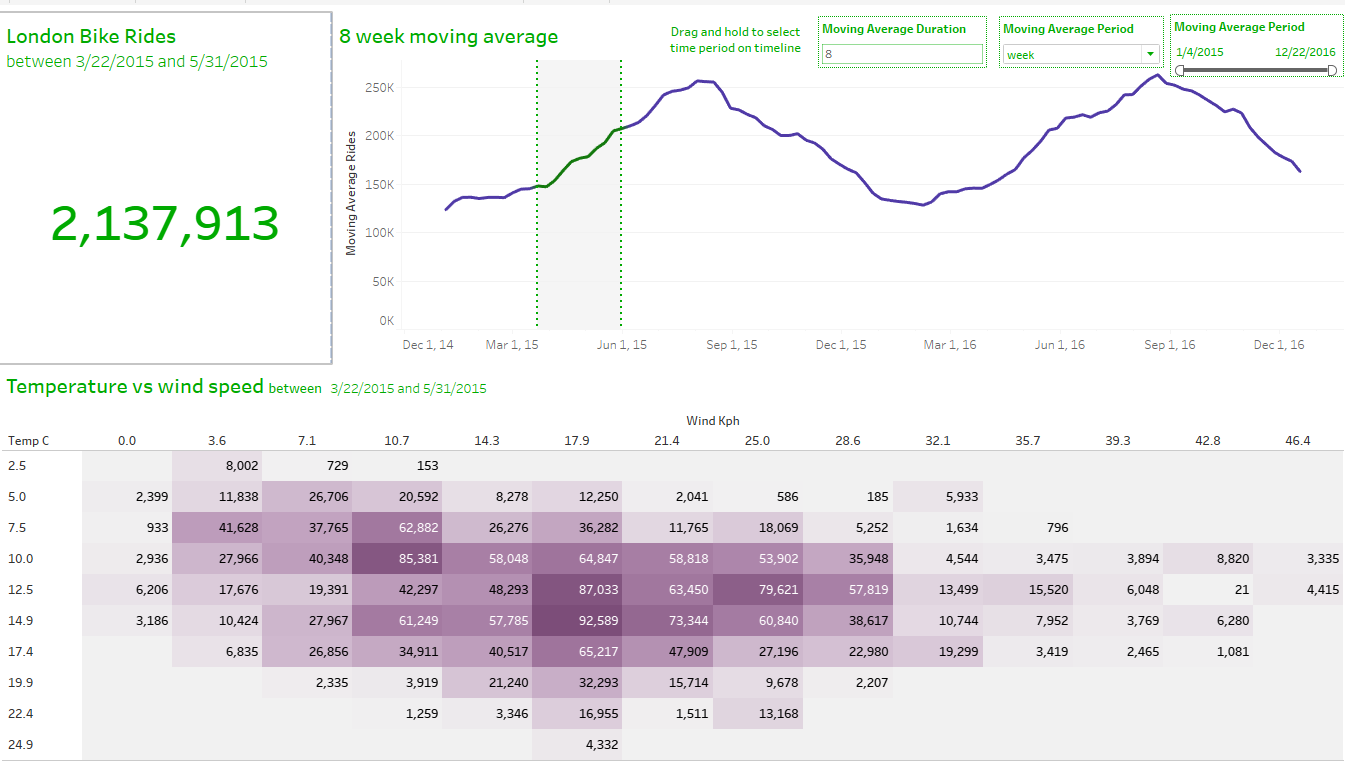 London Bike Rides
between 3/22/2015 and 5/31/2015
2,137,913
8 week moving average
Drag and hold to select
time period on timeline
Moving Average Duration
8
Moving Average Period
week
Moving Average Period
1/4/2015 12/22/2016
Moving Average Rides
250K
200K
150K
100K
50K
0K
Dec 1, 14 Mar 1, 15 Jun 1, 15 Sep 1, 15 Dec 1, 15 Mar 1, 16 Jun 1, 16 Sep 1, 16 Dec 1, 16
Temperature vs wind speed between 3/22/2015 and 5/31/2015
Wind Kph
Temp C 0.0 3.6 7.1 10.7 14.3 17.9 21.4 25.0 28.6 32.1 35.7 39.3 42.8 46.4
2.5 8,002 729 153
5.0 2,399 11,838 26,706 20,592 8,278 12,250 2,041 586 185 5,933
7.5 933 41,628 37,765 62,882 26,276 36,282 11,765 18,069 5,252 1,634 796
10.0 2,936 27,966 40,348 85,381 58,048 64,847 58,818 53,902 35,948 4,544 3,475 3,894 8,820 3,335
12.5 6,206 17,676 19,391 42,297 48,293 87,033 63,450 79,621 57,819 13,499 15,520 6,048 21 4,415
14.9 3,186 10,424 27,967 61,249 57,785 92,589 73,344 60,840 38,617 10,744 7,952 3,769 6,280
17.4 6,835 26,856 34,911 40,517 65,217 47,909 27,196 22,980 19,299 3,419 2,465 1,081
19.9 2,335 3,919 21,240 32,293 15,714 9,678 2,207
22.4 1,259 3,346 16,955 1,511 13,168
24.9 4,332